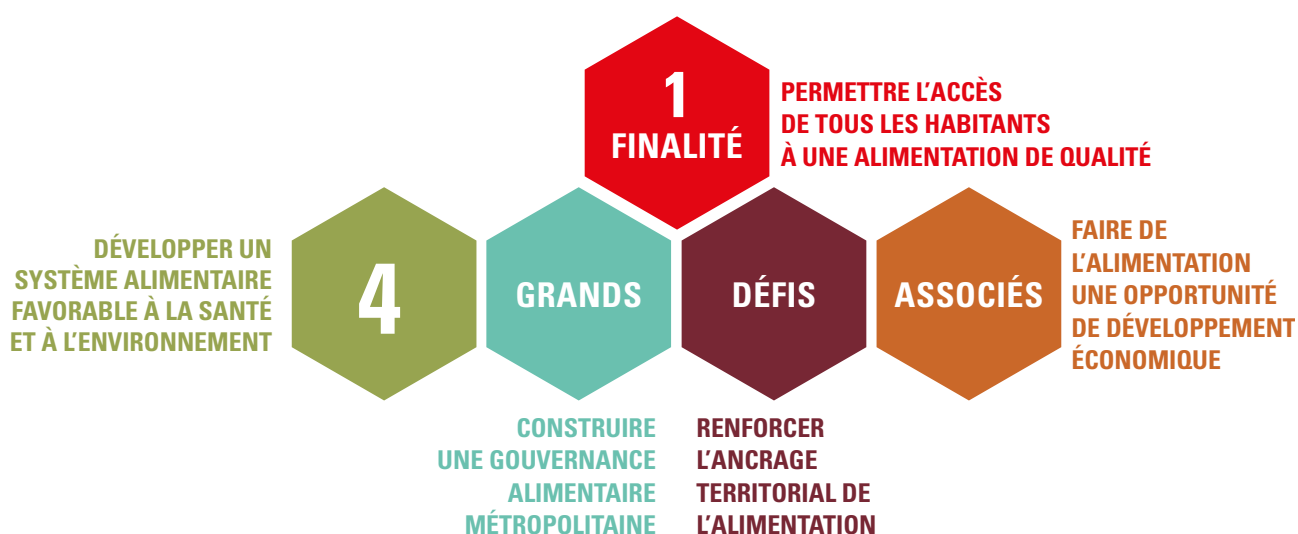 1
FINALITÉ
PERMETTRE L’ACCÈS
DE TOUS LES HABITANTS
À UNE ALIMENTATION DE QUALITÉ
4
GRANDS
DÉFIS
ASSOCIÉS
DÉVELOPPER UN
SYSTÈME ALIMENTAIRE
FAVORABLE À LA SANTÉ
ET À L’ENVIRONNEMENT
CONSTRUIRE
UNE GOUVERNANCE
ALIMENTAIRE
MÉTROPOLITAINE
RENFORCER
L’ANCRAGE
TERRITORIAL DE
L’ALIMENTATION
FAIRE DE
L’ALIMENTATION
UNE OPPORTUNITÉ
DE DÉVELOPPEMENT
ÉCONOMIQUE